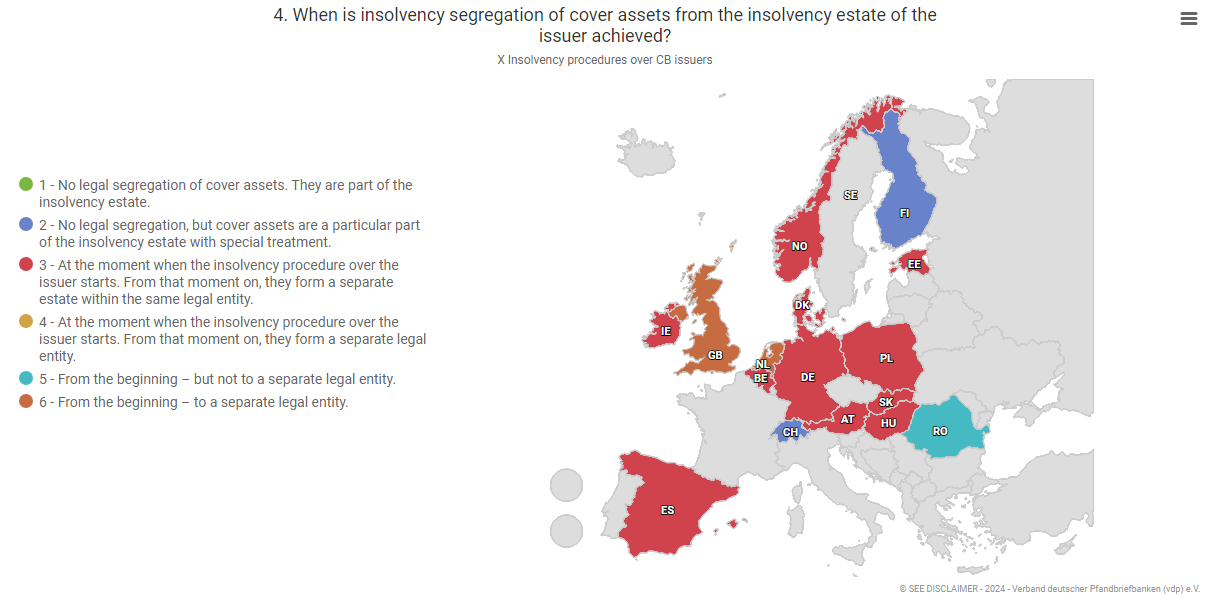 4. When is insolvency segregation of cover assets from the insolvency estate of the
issuer achieved?
X Insolvency procedures over CB issuers
1 - No legal segregation of cover assets. They are part of the
insolvency estate.
2 - No legal segregation, but cover assets are a particular part
of the insolvency estate with special treatment.
3 - At the moment when the insolvency procedure over the
issuer starts. From that moment on, they form a separate
estate within the same legal entity.
4 - At the moment when the insolvency procedure over the
issuer starts. From that moment on, they form a separate legal
entity.
5 - From the beginning – but not to a separate legal entity.
6 - From the beginning – to a separate legal entity.
SE
FI
NO
EE
DK
IE
GB
NL
BE
DE
PL
SK
AT
HU
CH
RO
ES
© SEE DISCLAIMER - 2024 - Verband deutscher Pfandbriefbanken (vdp) e.V.